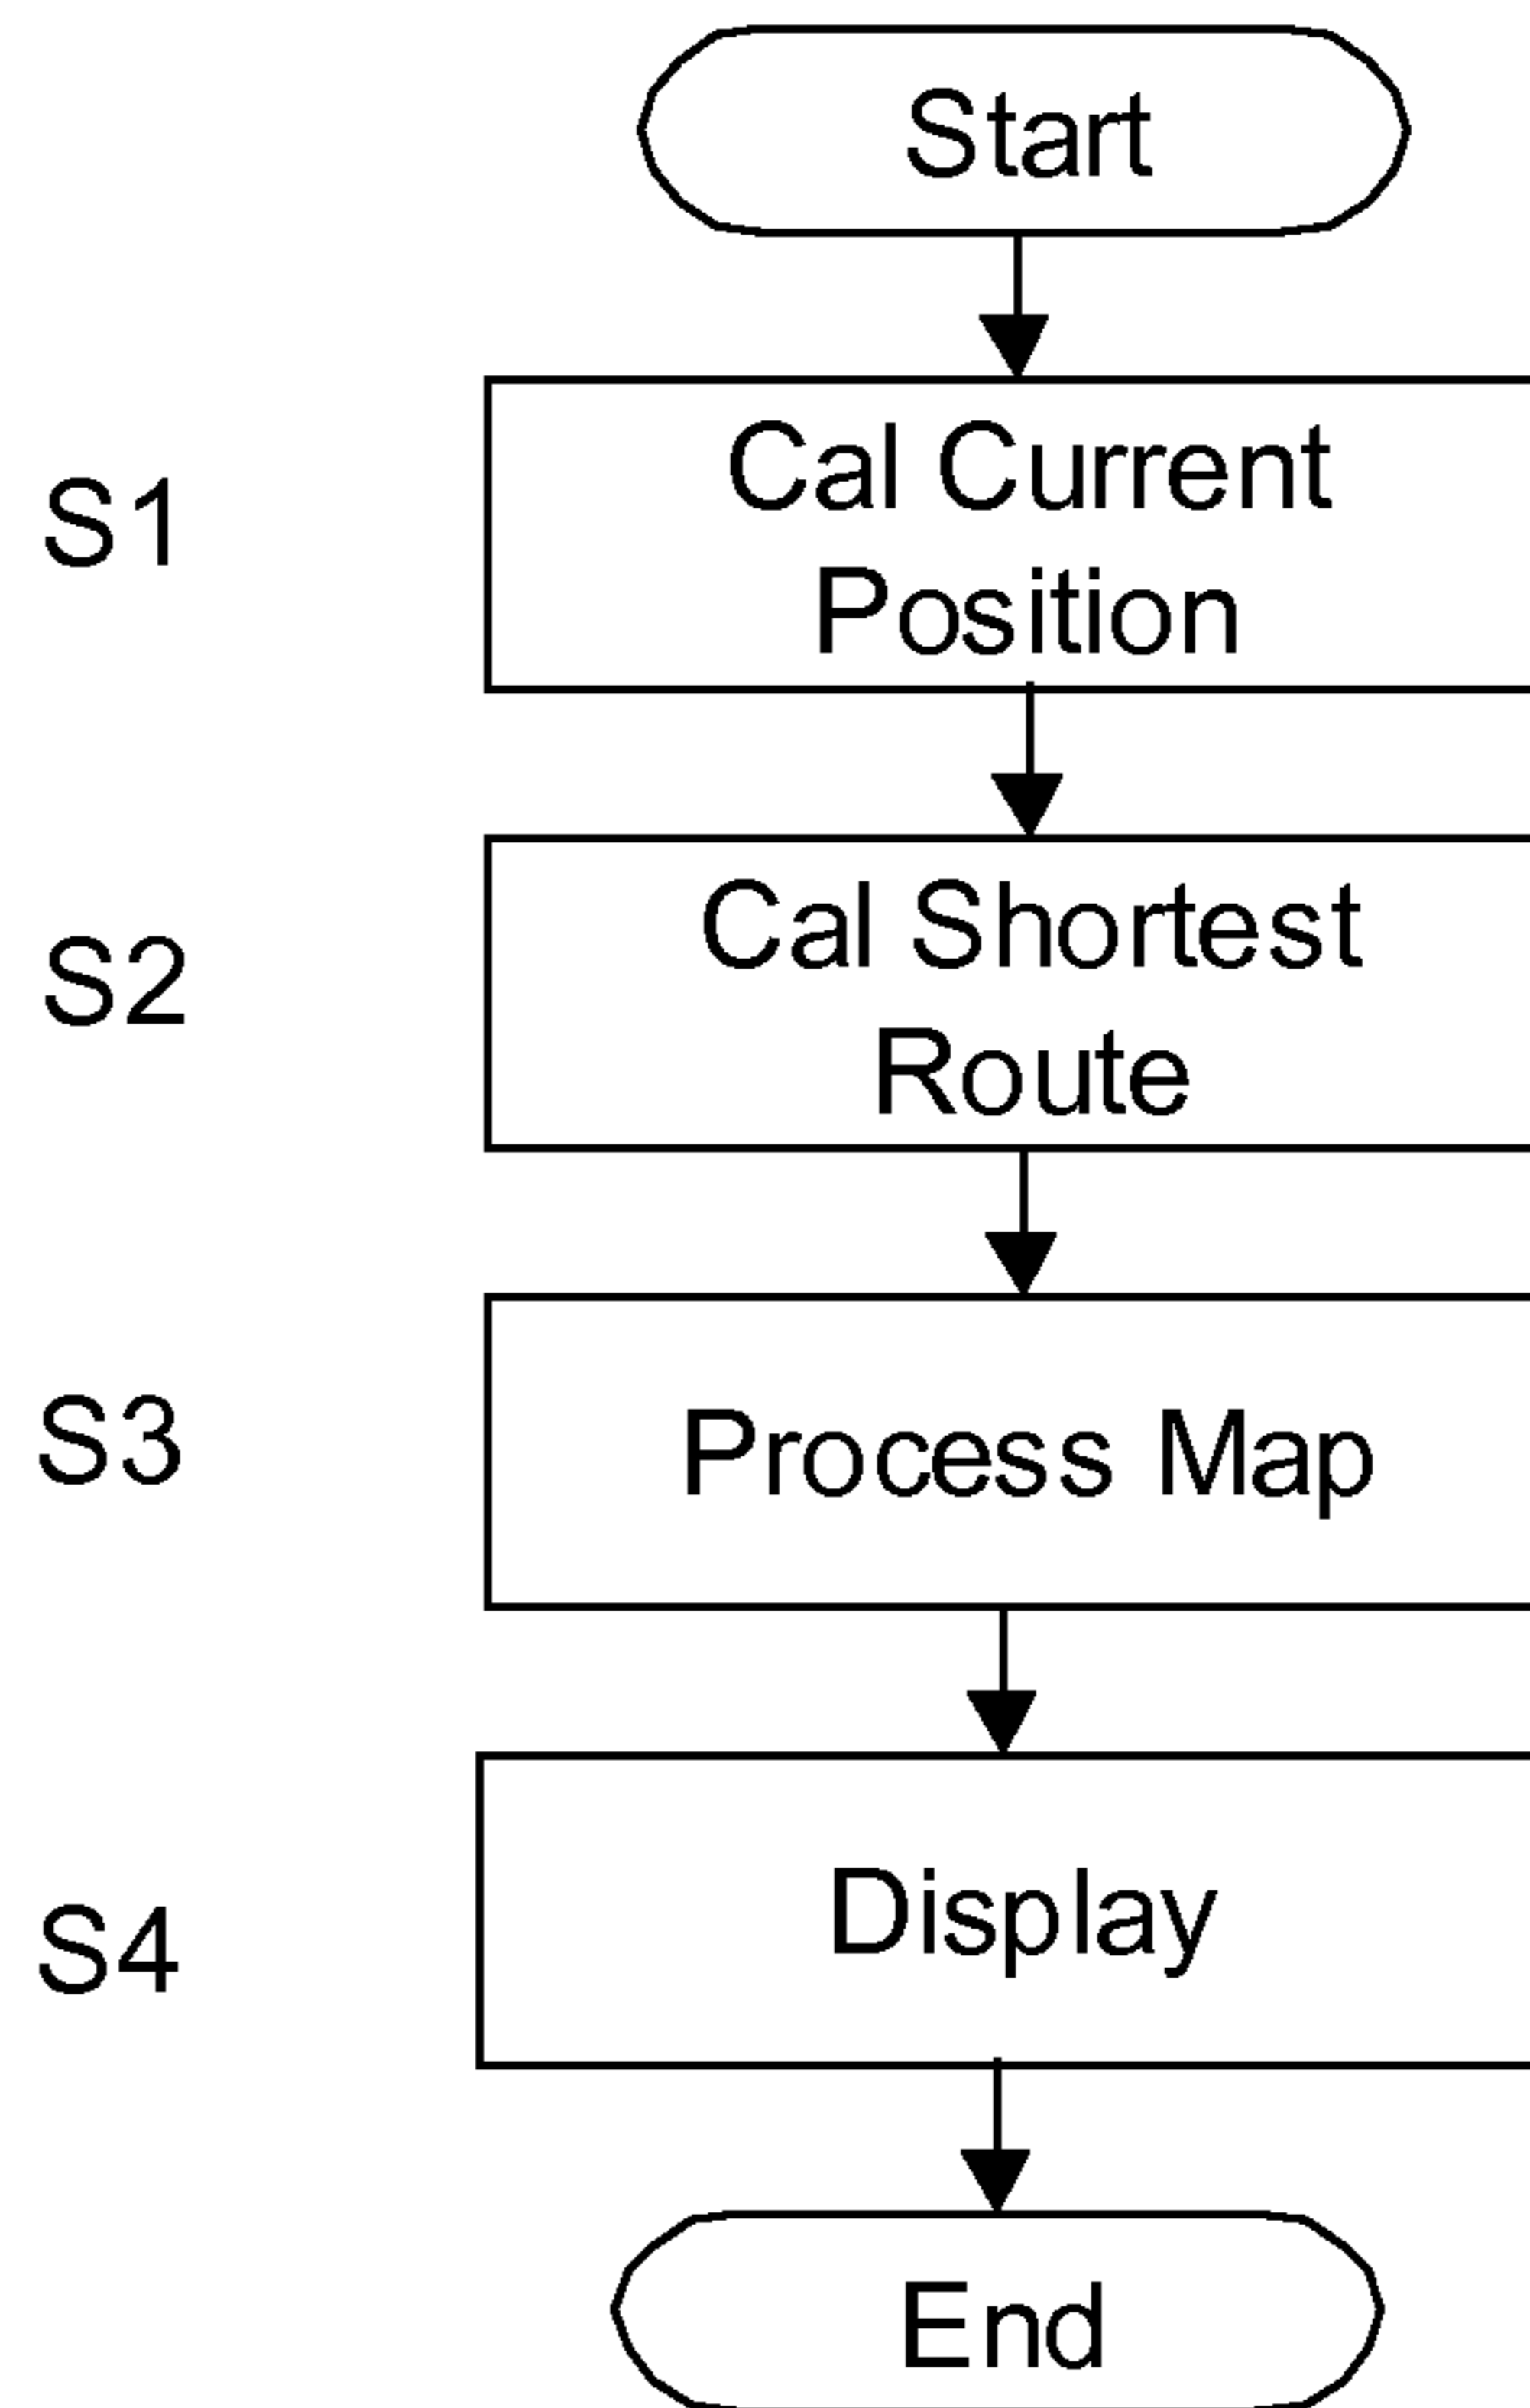 Start
S1
Cal Current
Position
S2
Cal Shortest
Route
S3
Process Map
S4
Display
End